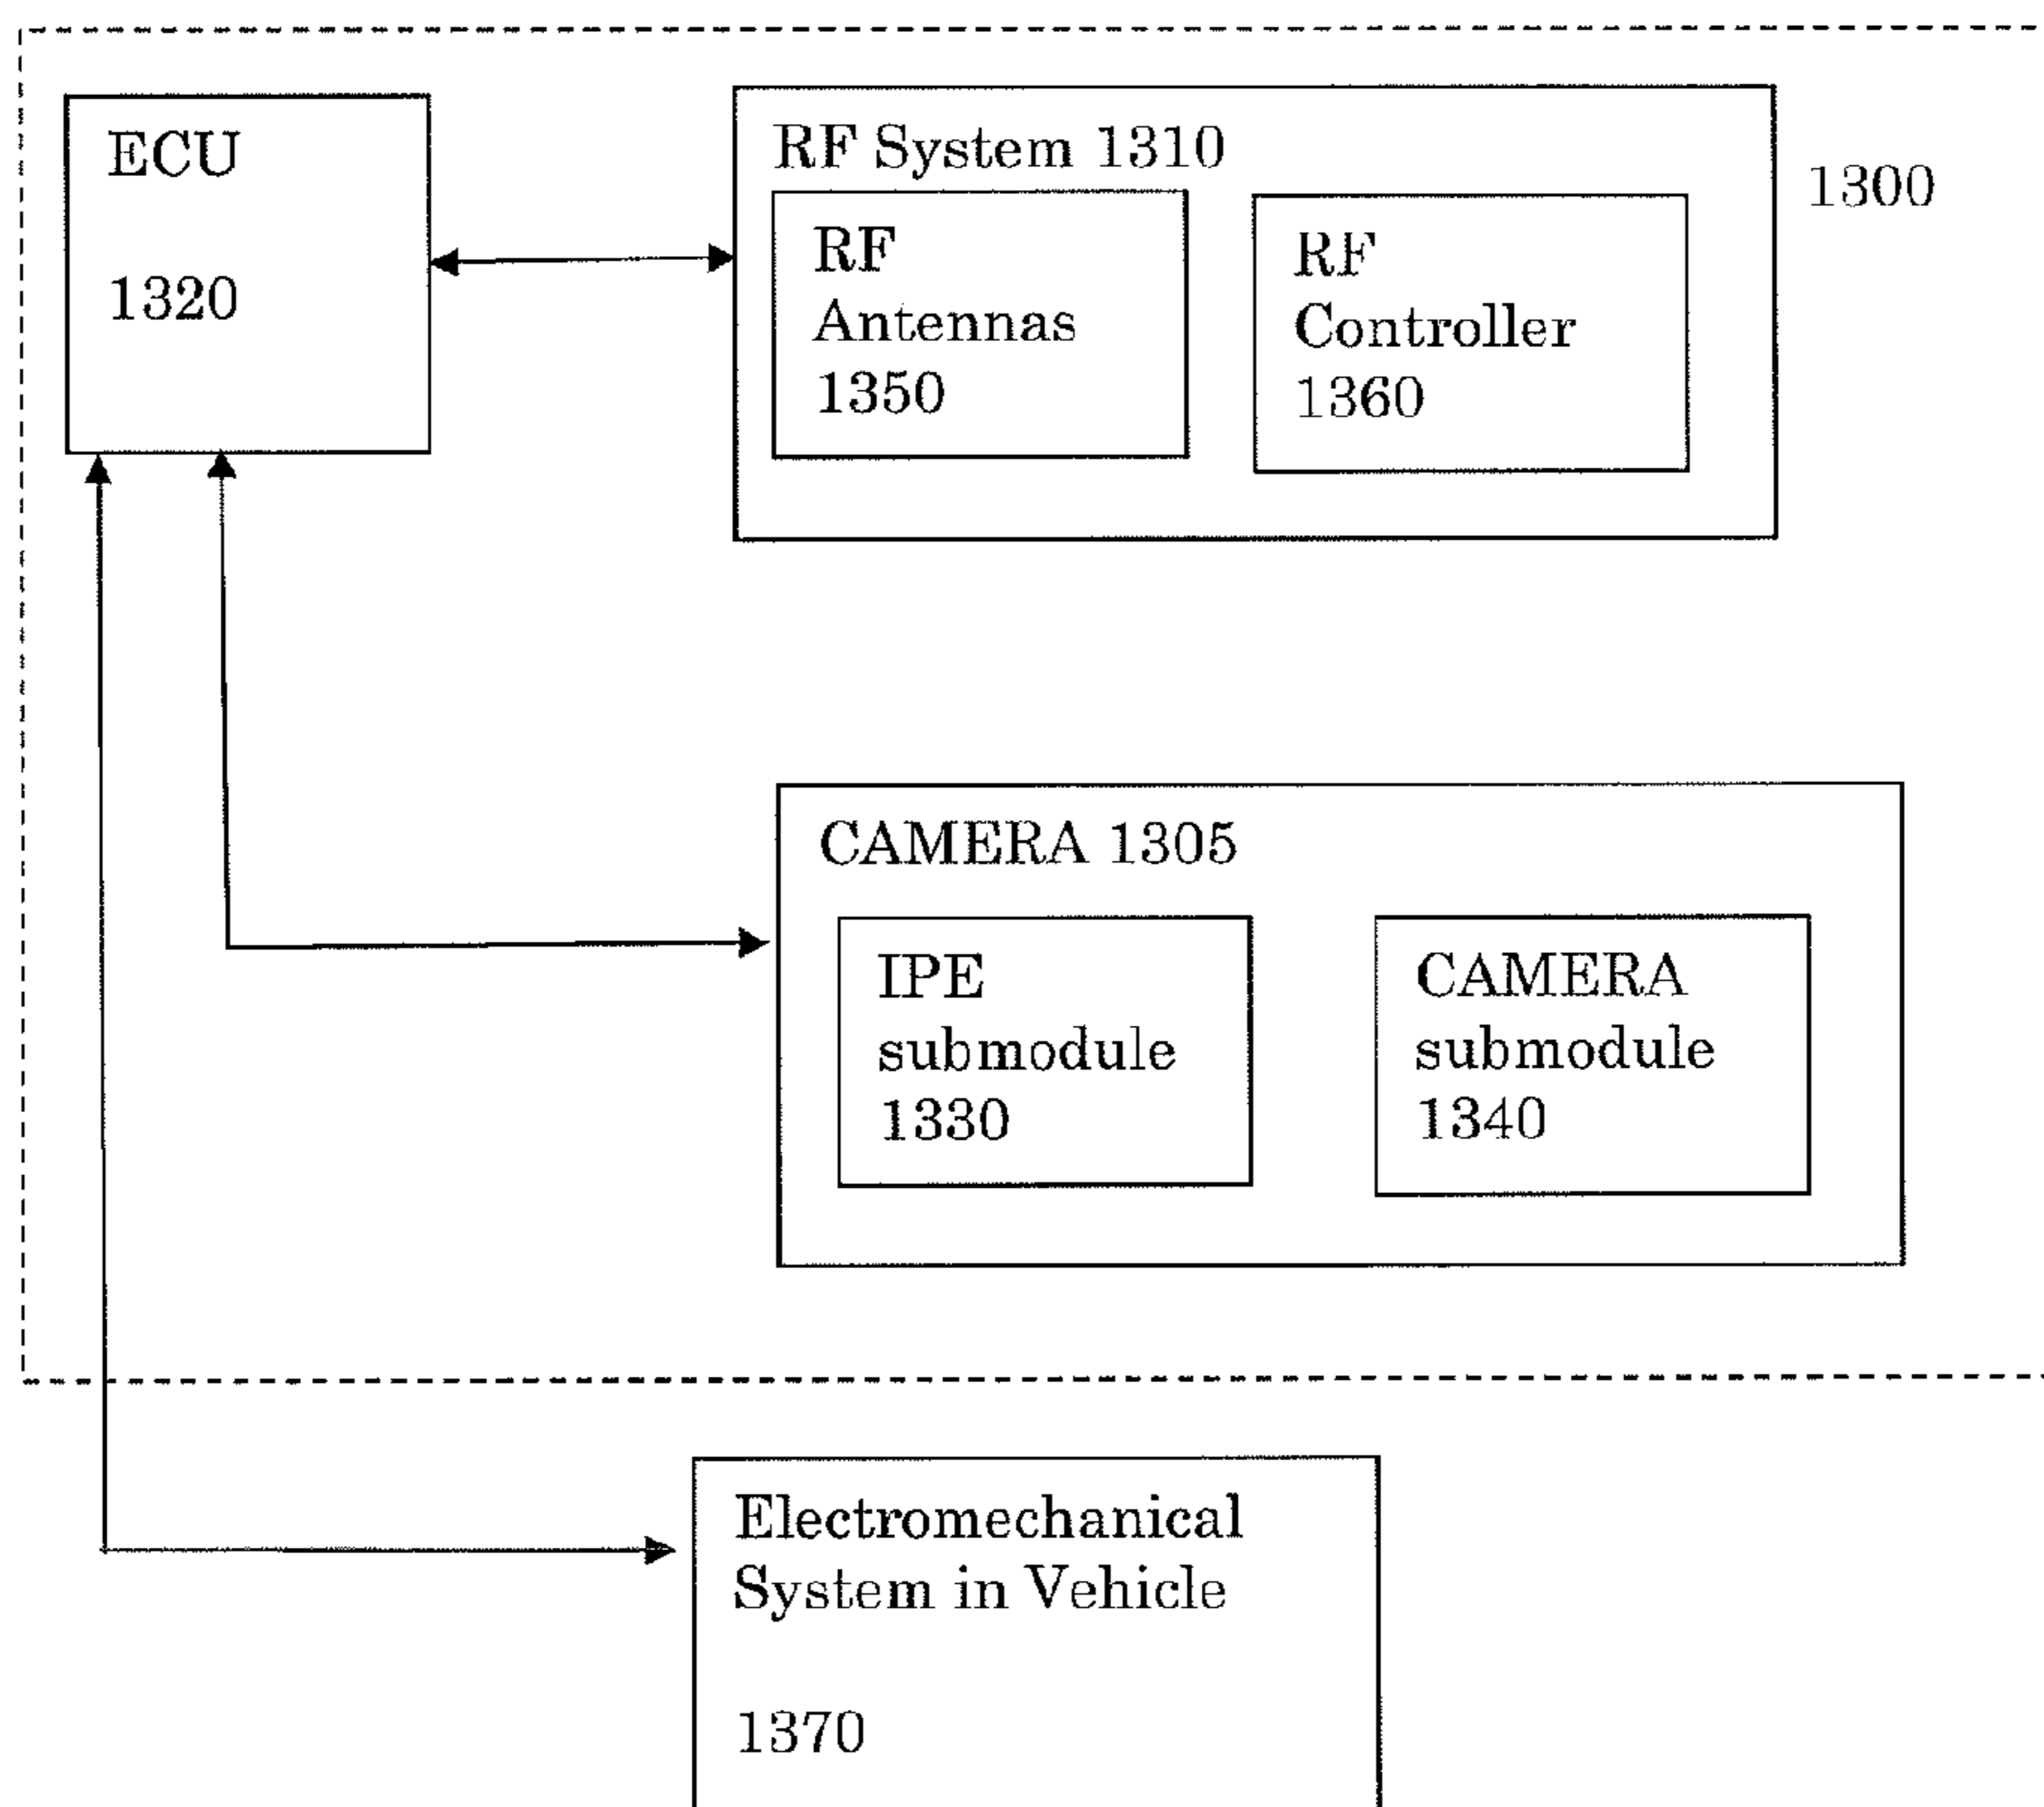 ECU
1320
RF System 1310
RF
Antennas
1350
RF
Controller
1360
1300
CAMERA 1305
IPE
submodule
1330
CAMERA
submodule
1340
Electromechanical
System in Vehicle
1370